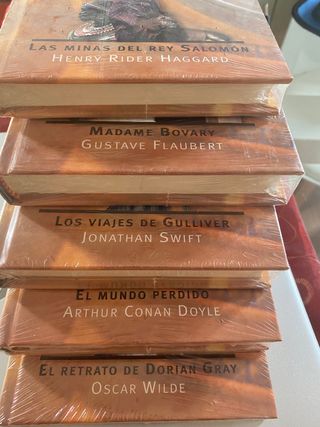 LAS MINAS DEL REY SALOMÓN
HENRY RIDER HAGGARD
MADAME BOVARY
GUSTAVE FLAUBERT
LOS VIAJES DE GULLIVER
JONATHAN SWIFT
EL MUNDO PERDIDO
ARTHUR CONAN DOYLE
EL RETRATO DE DORIAN GRAY
OSCAR WILDE